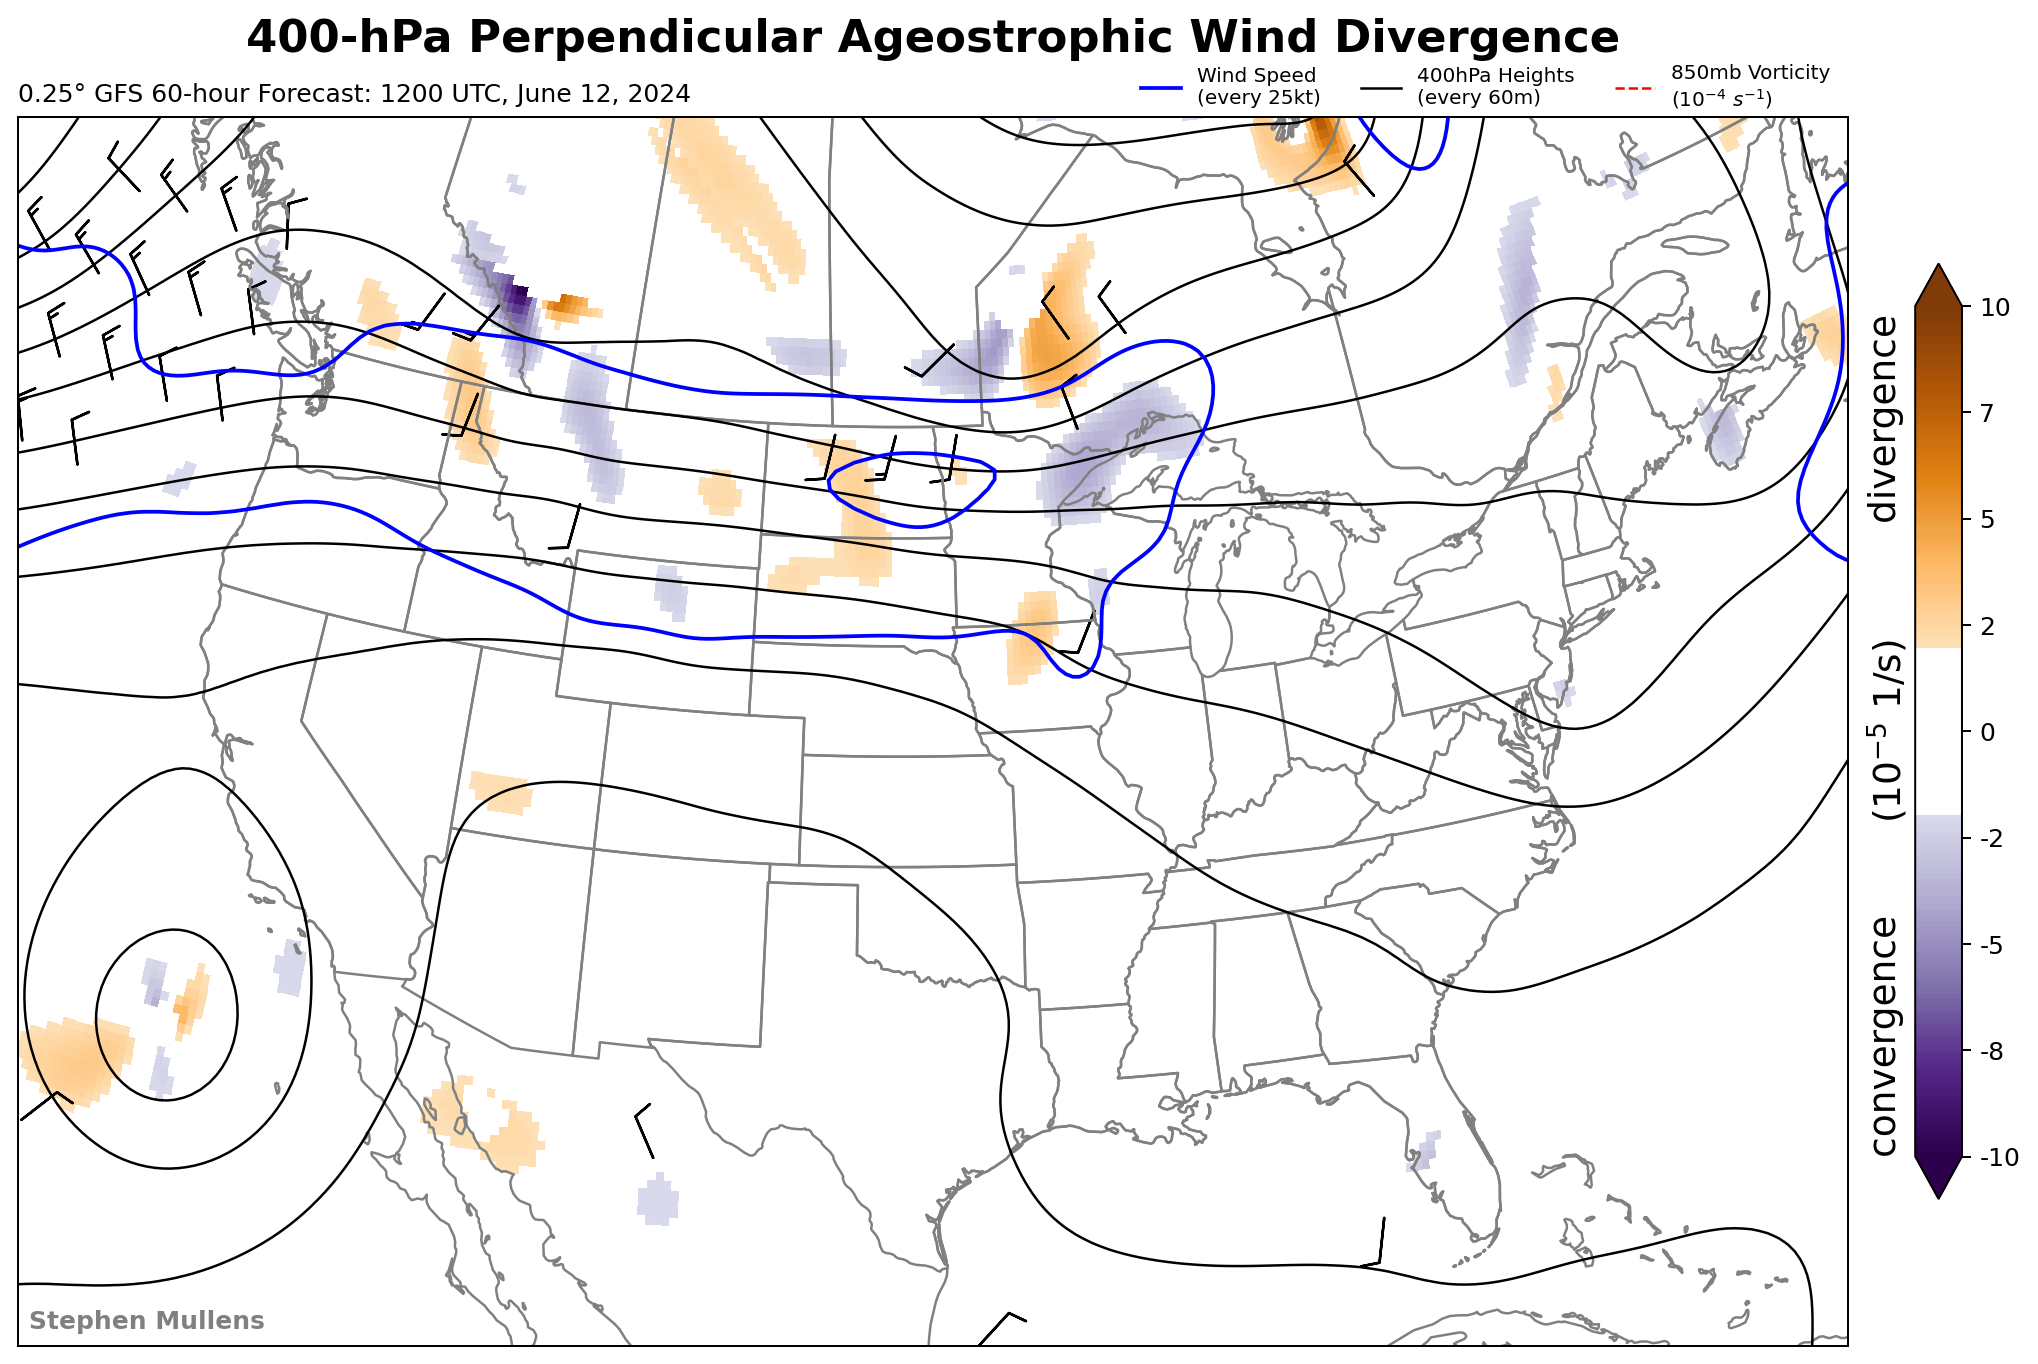 400-hPa Perpendicular Ageostrophic Wind Divergence
0.25° GFS 60-hour Forecast: 1200 UTC, June 12, 2024
Wind Speed
(every 25kt)
400hPa Heights
(every 60m)
850mb Vorticity
(10⁻⁴ s⁻¹)
10
7
5
2
0
-2
-5
-8
-10
convergence (10⁻⁵ 1/s) divergence
Stephen Mullens